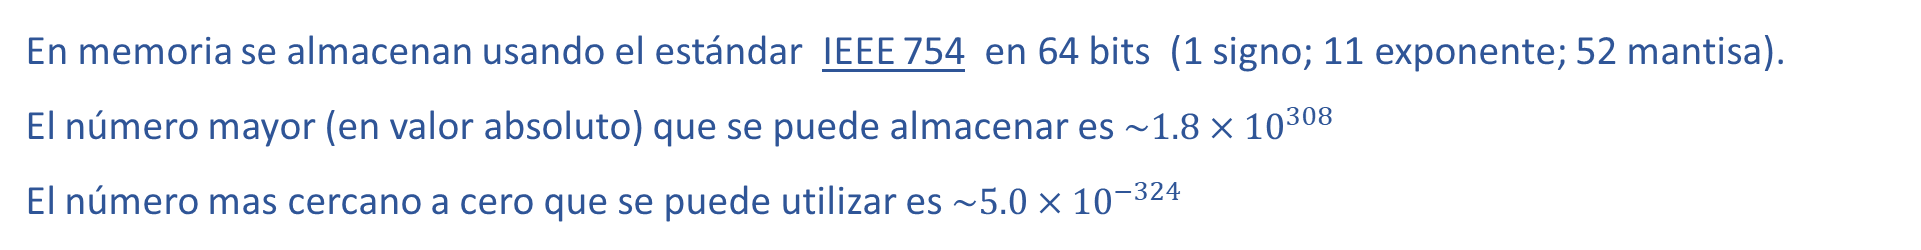 En memoria se almacenan usando el estándar IEEE 754 en 64 bits (1 signo; 11 exponente; 52 mantisa).
El número mayor (en valor absoluto) que se puede almacenar es ~1.8 × 10³⁰⁸
El número mas cercano a cero que se puede utilizar es ~5.0 × 10⁻³²⁴